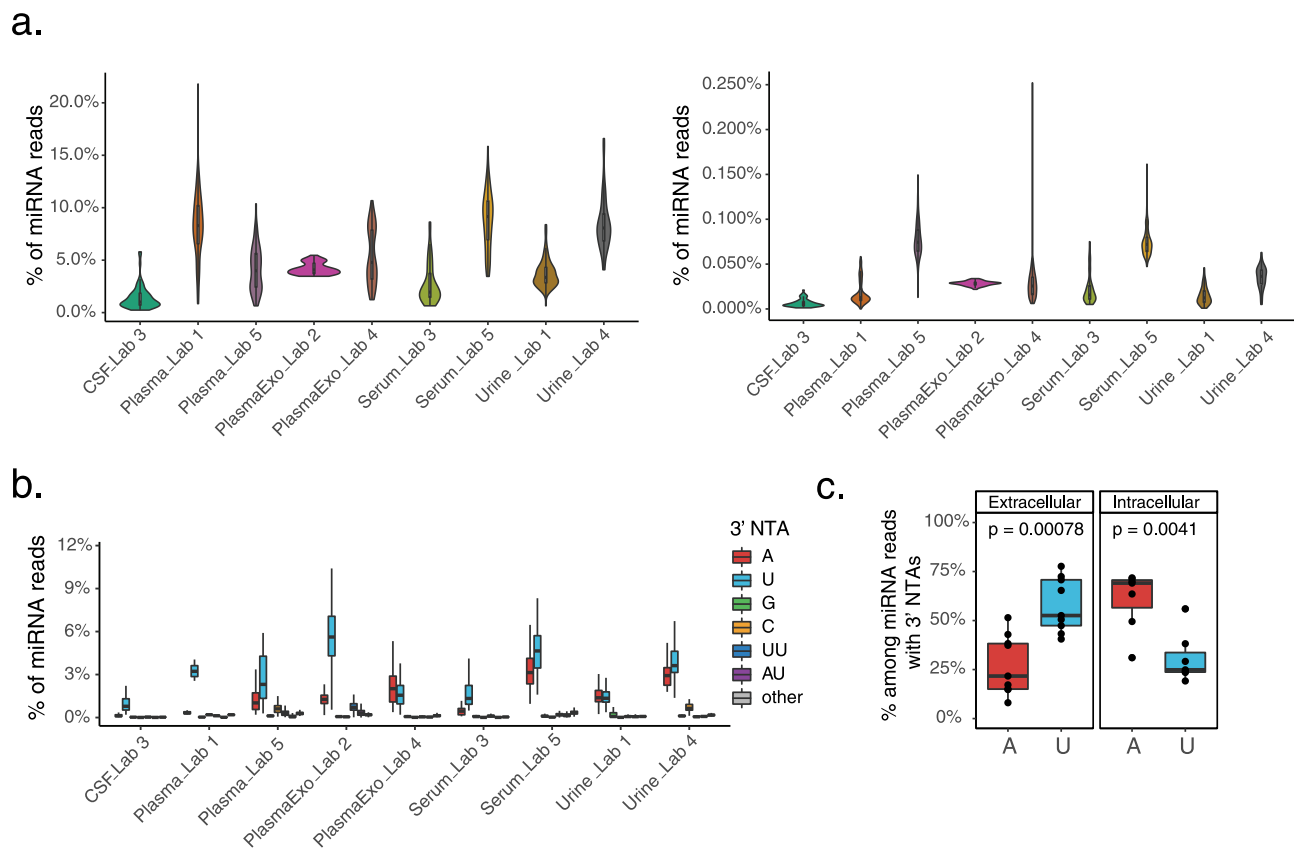 a.
% of miRNA reads
20.0%
15.0%
10.0%
5.0%
0.0%
CSF_Lab 3
Plasma_Lab 1
Plasma_Lab 5
PlasmaExo_Lab 2
PlasmaExo_Lab 4
Serum_Lab 3
Serum_Lab 5
Urine_Lab 1
Urine_Lab 4
% of miRNA reads
0.250%
0.200%
0.150%
0.100%
0.050%
0.000%
CSF_Lab 3
Plasma_Lab 1
Plasma_Lab 5
PlasmaExo_Lab 2
PlasmaExo_Lab 4
Serum_Lab 3
Serum_Lab 5
Urine_Lab 1
Urine_Lab 4
b.
% of miRNA reads
12%
9%
6%
3%
0%
CSF_Lab 3
Plasma_Lab 1
Plasma_Lab 5
PlasmaExo_Lab 2
PlasmaExo_Lab 4
Serum_Lab 3
Serum_Lab 5
Urine_Lab 1
Urine_Lab 4
3' NTA
A
U
G
C
UU
AU
other
c.
% among miRNA reads
with 3' NTAs
100%
75%
50%
25%
0%
Extracellular
p = 0.00078
A U
Intracellular
p = 0.0041
A U